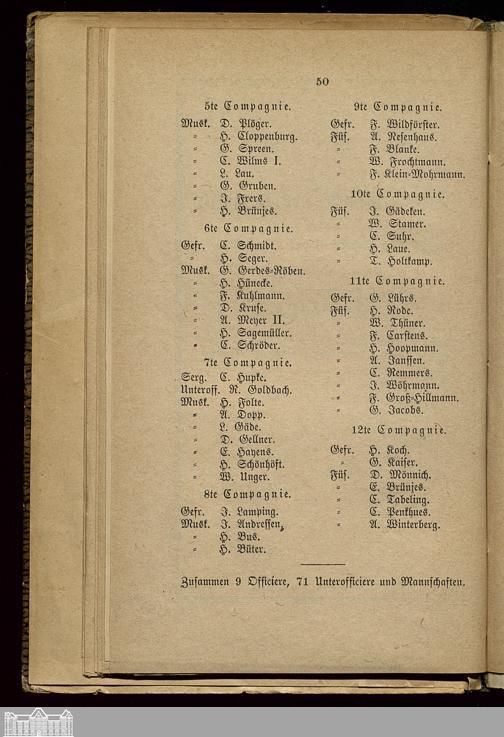 50
5te Compagnie.
Musk. D. Plöger.
" H. Cloppenburg.
" G. Spreen.
" C. Wilms I.
" L. Lau.
" G. Gruben.
" J. Frers.
" H. Brünjes.
6te Compagnie.
Gefr. C. Schmidt.
" H. Seger.
Musk. G. Gerdes-Röben.
" H. Hünecke.
" F. Kuhlmann.
" D. Kruse.
" A. Meyer II.
" H. Sagemüller.
" C. Schröder.
7te Compagnie.
Serg. C. Hupke.
Unteroff. R. Goldbach.
Musk. H. Folte.
" A. Dopp.
" L. Gäde.
" D. Gellner.
" E. Hayens.
" H. Schönhöft.
" W. Unger.
8te Compagnie.
Gefr. J. Lamping.
Musk. J. Andressen.
" H. Bus.
" H. Büter.
9te Compagnie.
Gefr. F. Wildförster.
Füs. A. Nesenhaus.
" F. Blanke.
" W. Frochtmann.
" F. Klein-Mohrmann.
10te Compagnie.
Füs. J. Gädeken.
" W. Stamer.
" C. Suhr.
" H. Laue.
" T. Holtkamp.
11te Compagnie.
Gefr. G. Lührs.
Füs. H. Rode.
" W. Thüner.
" F. Carstens.
" H. Hoopmann.
" A. Janssen.
" C. Remmers.
" J. Wöhrmann.
" F. Groß-Hillmann.
" G. Jacobs.
12te Compagnie.
Gefr. H. Koch.
" G. Kaiser.
Füs. D. Mönnich.
" E. Brünjes.
" C. Tabeling.
" C. Penkhues.
" A. Winterberg.
Zusammen 9 Officiere, 71 Unterofficiere und Mannschaften.